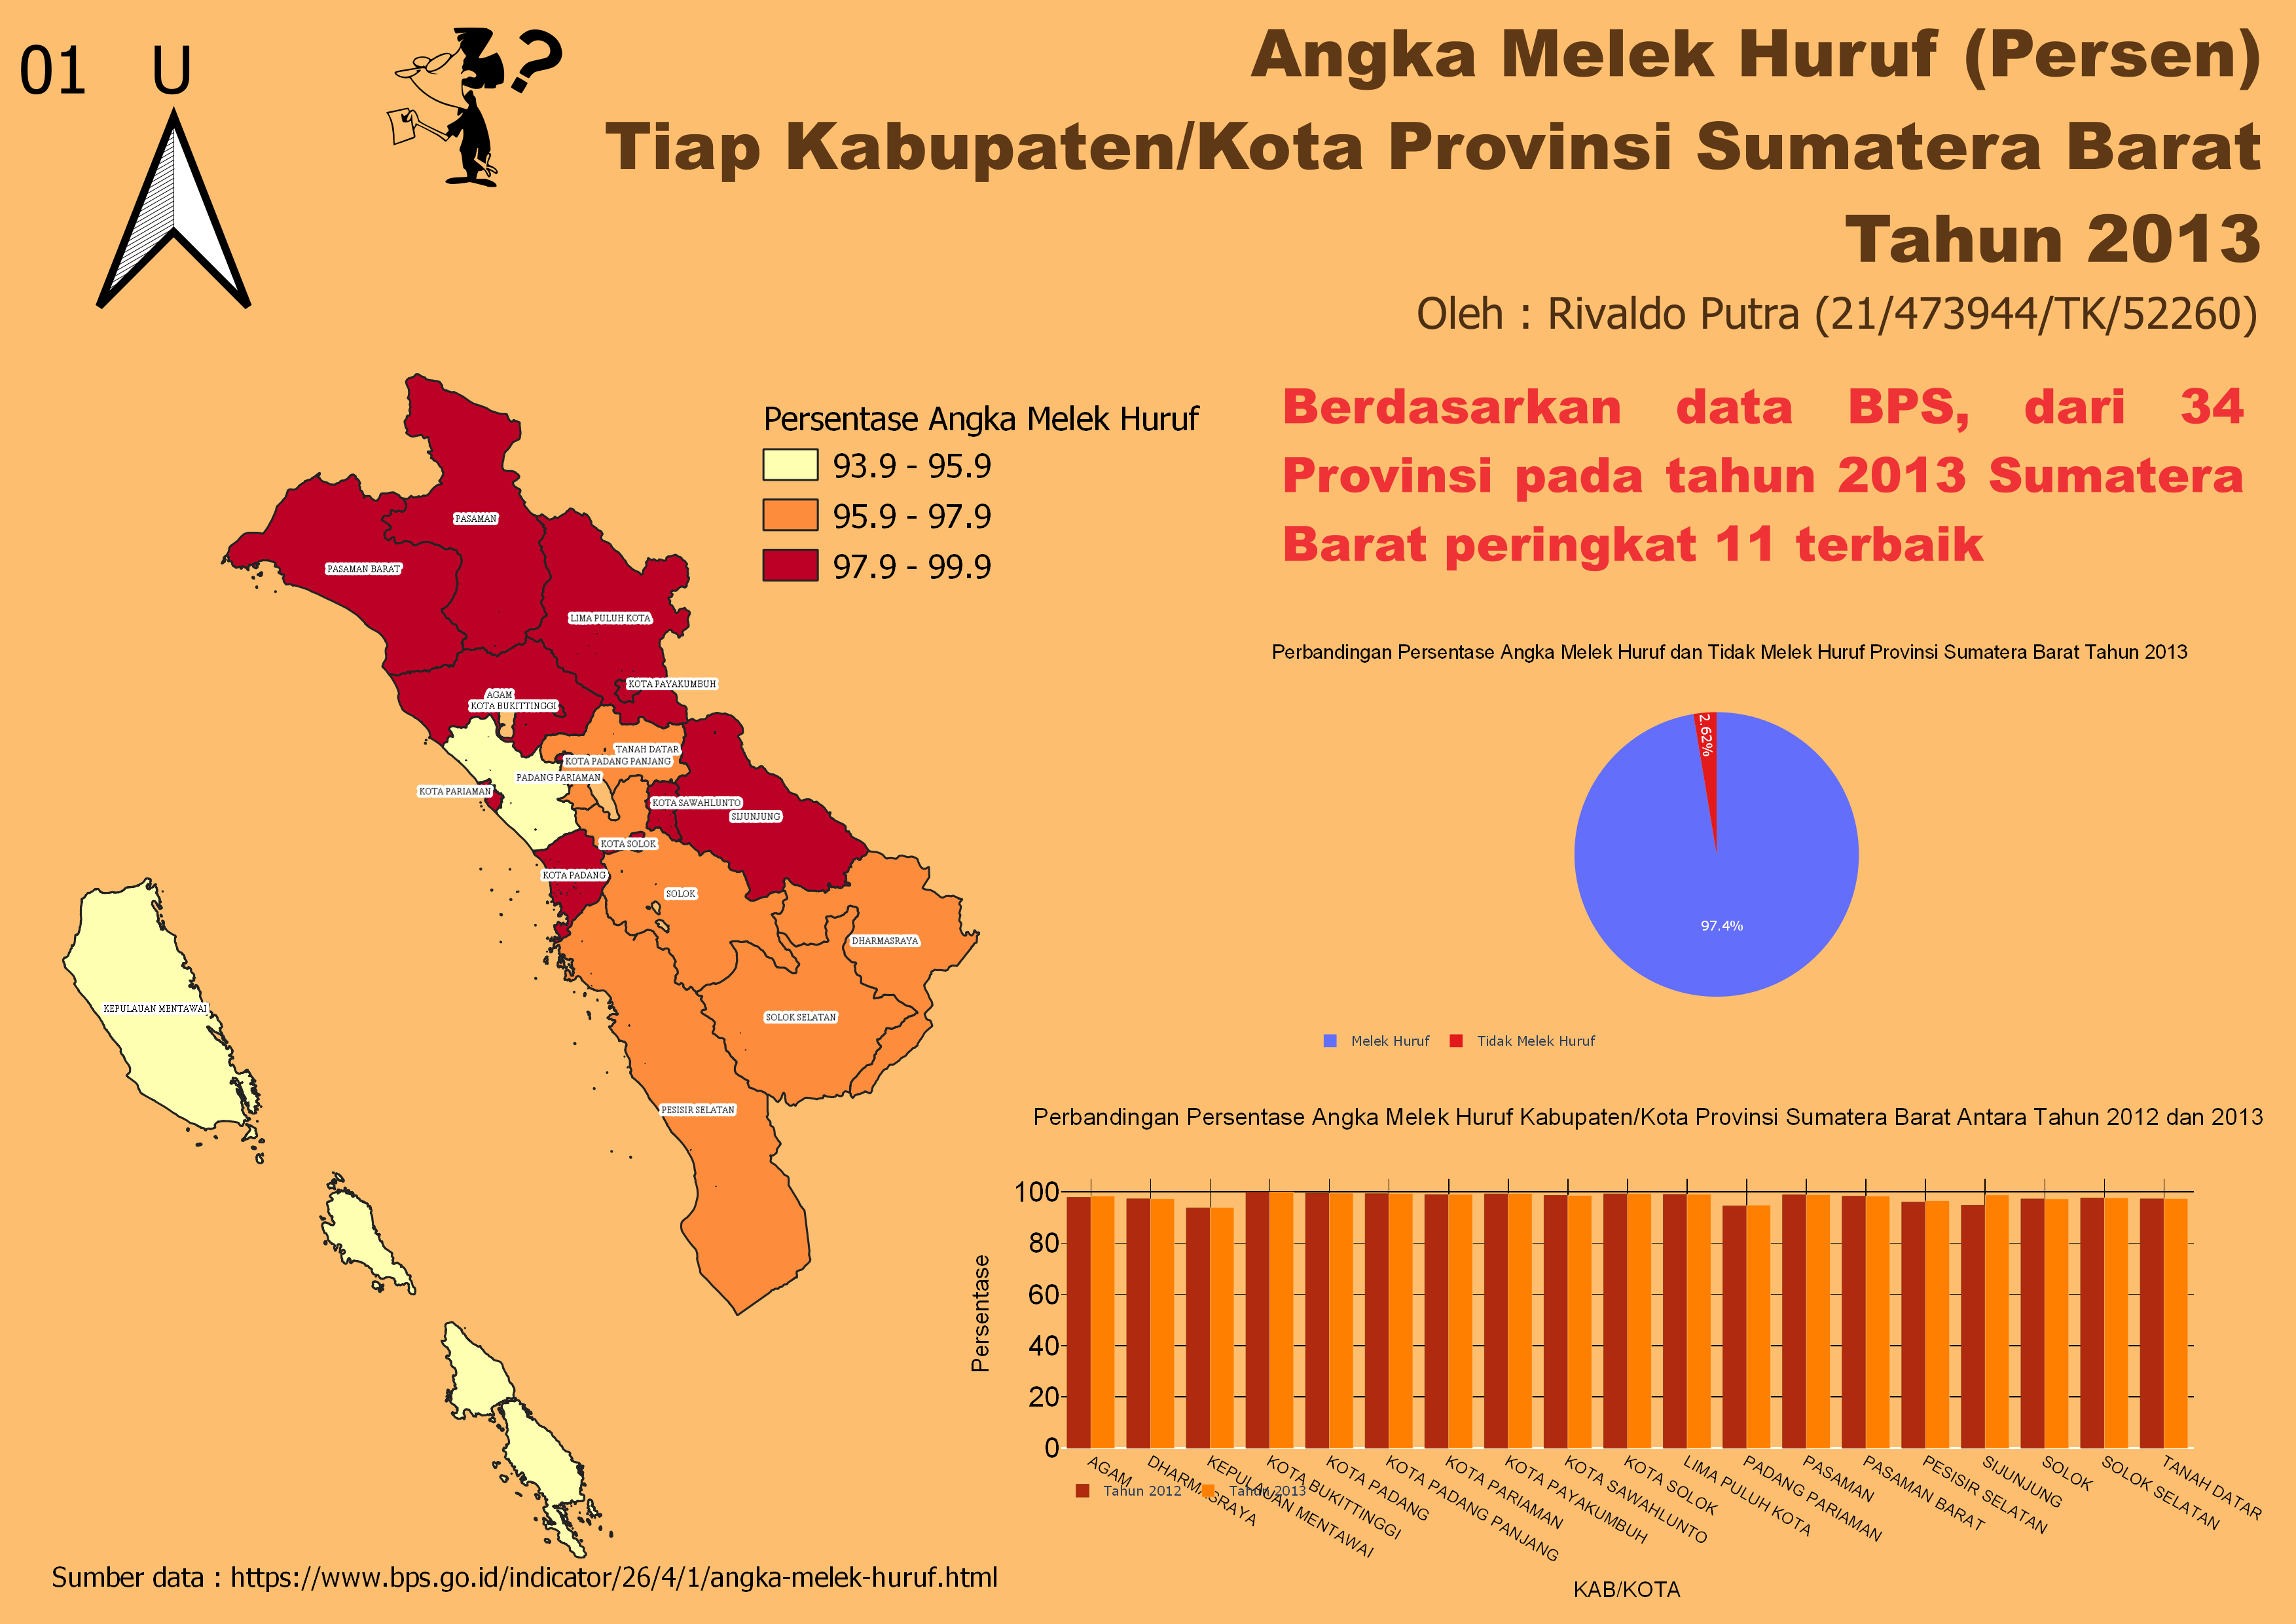 01 U
?
Angka Melek Huruf (Persen)
Tiap Kabupaten/Kota Provinsi Sumatera Barat
Tahun 2013
Oleh : Rivaldo Putra (21/473944/TK/52260)
Persentase Angka Melek Huruf
93.9 - 95.9
95.9 - 97.9
97.9 - 99.9
Berdasarkan data BPS, dari 34
Provinsi pada tahun 2013 Sumatera
Barat peringkat 11 terbaik
PASAMAN
PASAMAN BARAT
LIMA PULUH KOTA
KOTA PAYAKUMBUH
AGAM
KOTA BUKITTINGGI
TANAH DATAR
KOTA PADANG PANJANG
PADANG PARIAMAN
KOTA PARIAMAN
KOTA SAWAHLUNTO
SIJUNJUNG
KOTA SOLOK
KOTA PADANG
SOLOK
DHARMASRAYA
KEPULAUAN MENTAWAI
SOLOK SELATAN
PESISIR SELATAN
Perbandingan Persentase Angka Melek Huruf dan Tidak Melek Huruf Provinsi Sumatera Barat Tahun 2013
2.62%
97.4%
Melek Huruf
Tidak Melek Huruf
Perbandingan Persentase Angka Melek Huruf Kabupaten/Kota Provinsi Sumatera Barat Antara Tahun 2012 dan 2013
Persentase
100
80
60
40
20
0
AGAM
DHARMASRAYA
KEPULAUAN MENTAWAI
KOTA BUKITTINGGI
KOTA PADANG
KOTA PADANG PANJANG
KOTA PARIAMAN
KOTA PAYAKUMBUH
KOTA SAWAHLUNTO
KOTA SOLOK
LIMA PULUH KOTA
PADANG PARIAMAN
PASAMAN
PASAMAN BARAT
PESISIR SELATAN
SIJUNJUNG
SOLOK
SOLOK SELATAN
TANAH DATAR
Tahun 2012
Tahun 2013
KAB/KOTA
Sumber data : https://www.bps.go.id/indicator/26/4/1/angka-melek-huruf.html